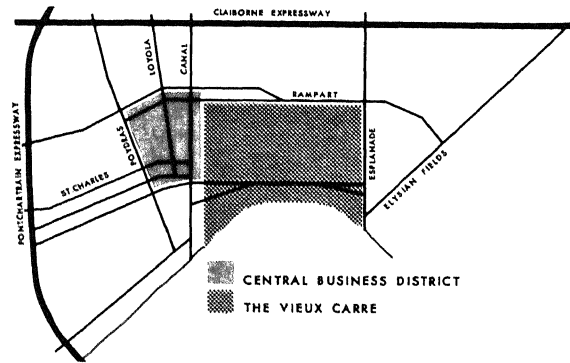 CLAIBORNE EXPRESSWAY
LOYOLA
CANAL
RAMPART
POYDRAS
PONTCHARTRAIN EXPRESSWAY
ST CHARLES
ESPLANADE
ELYSIAN FIELDS
CENTRAL BUSINESS DISTRICT
THE VIEUX CARRE